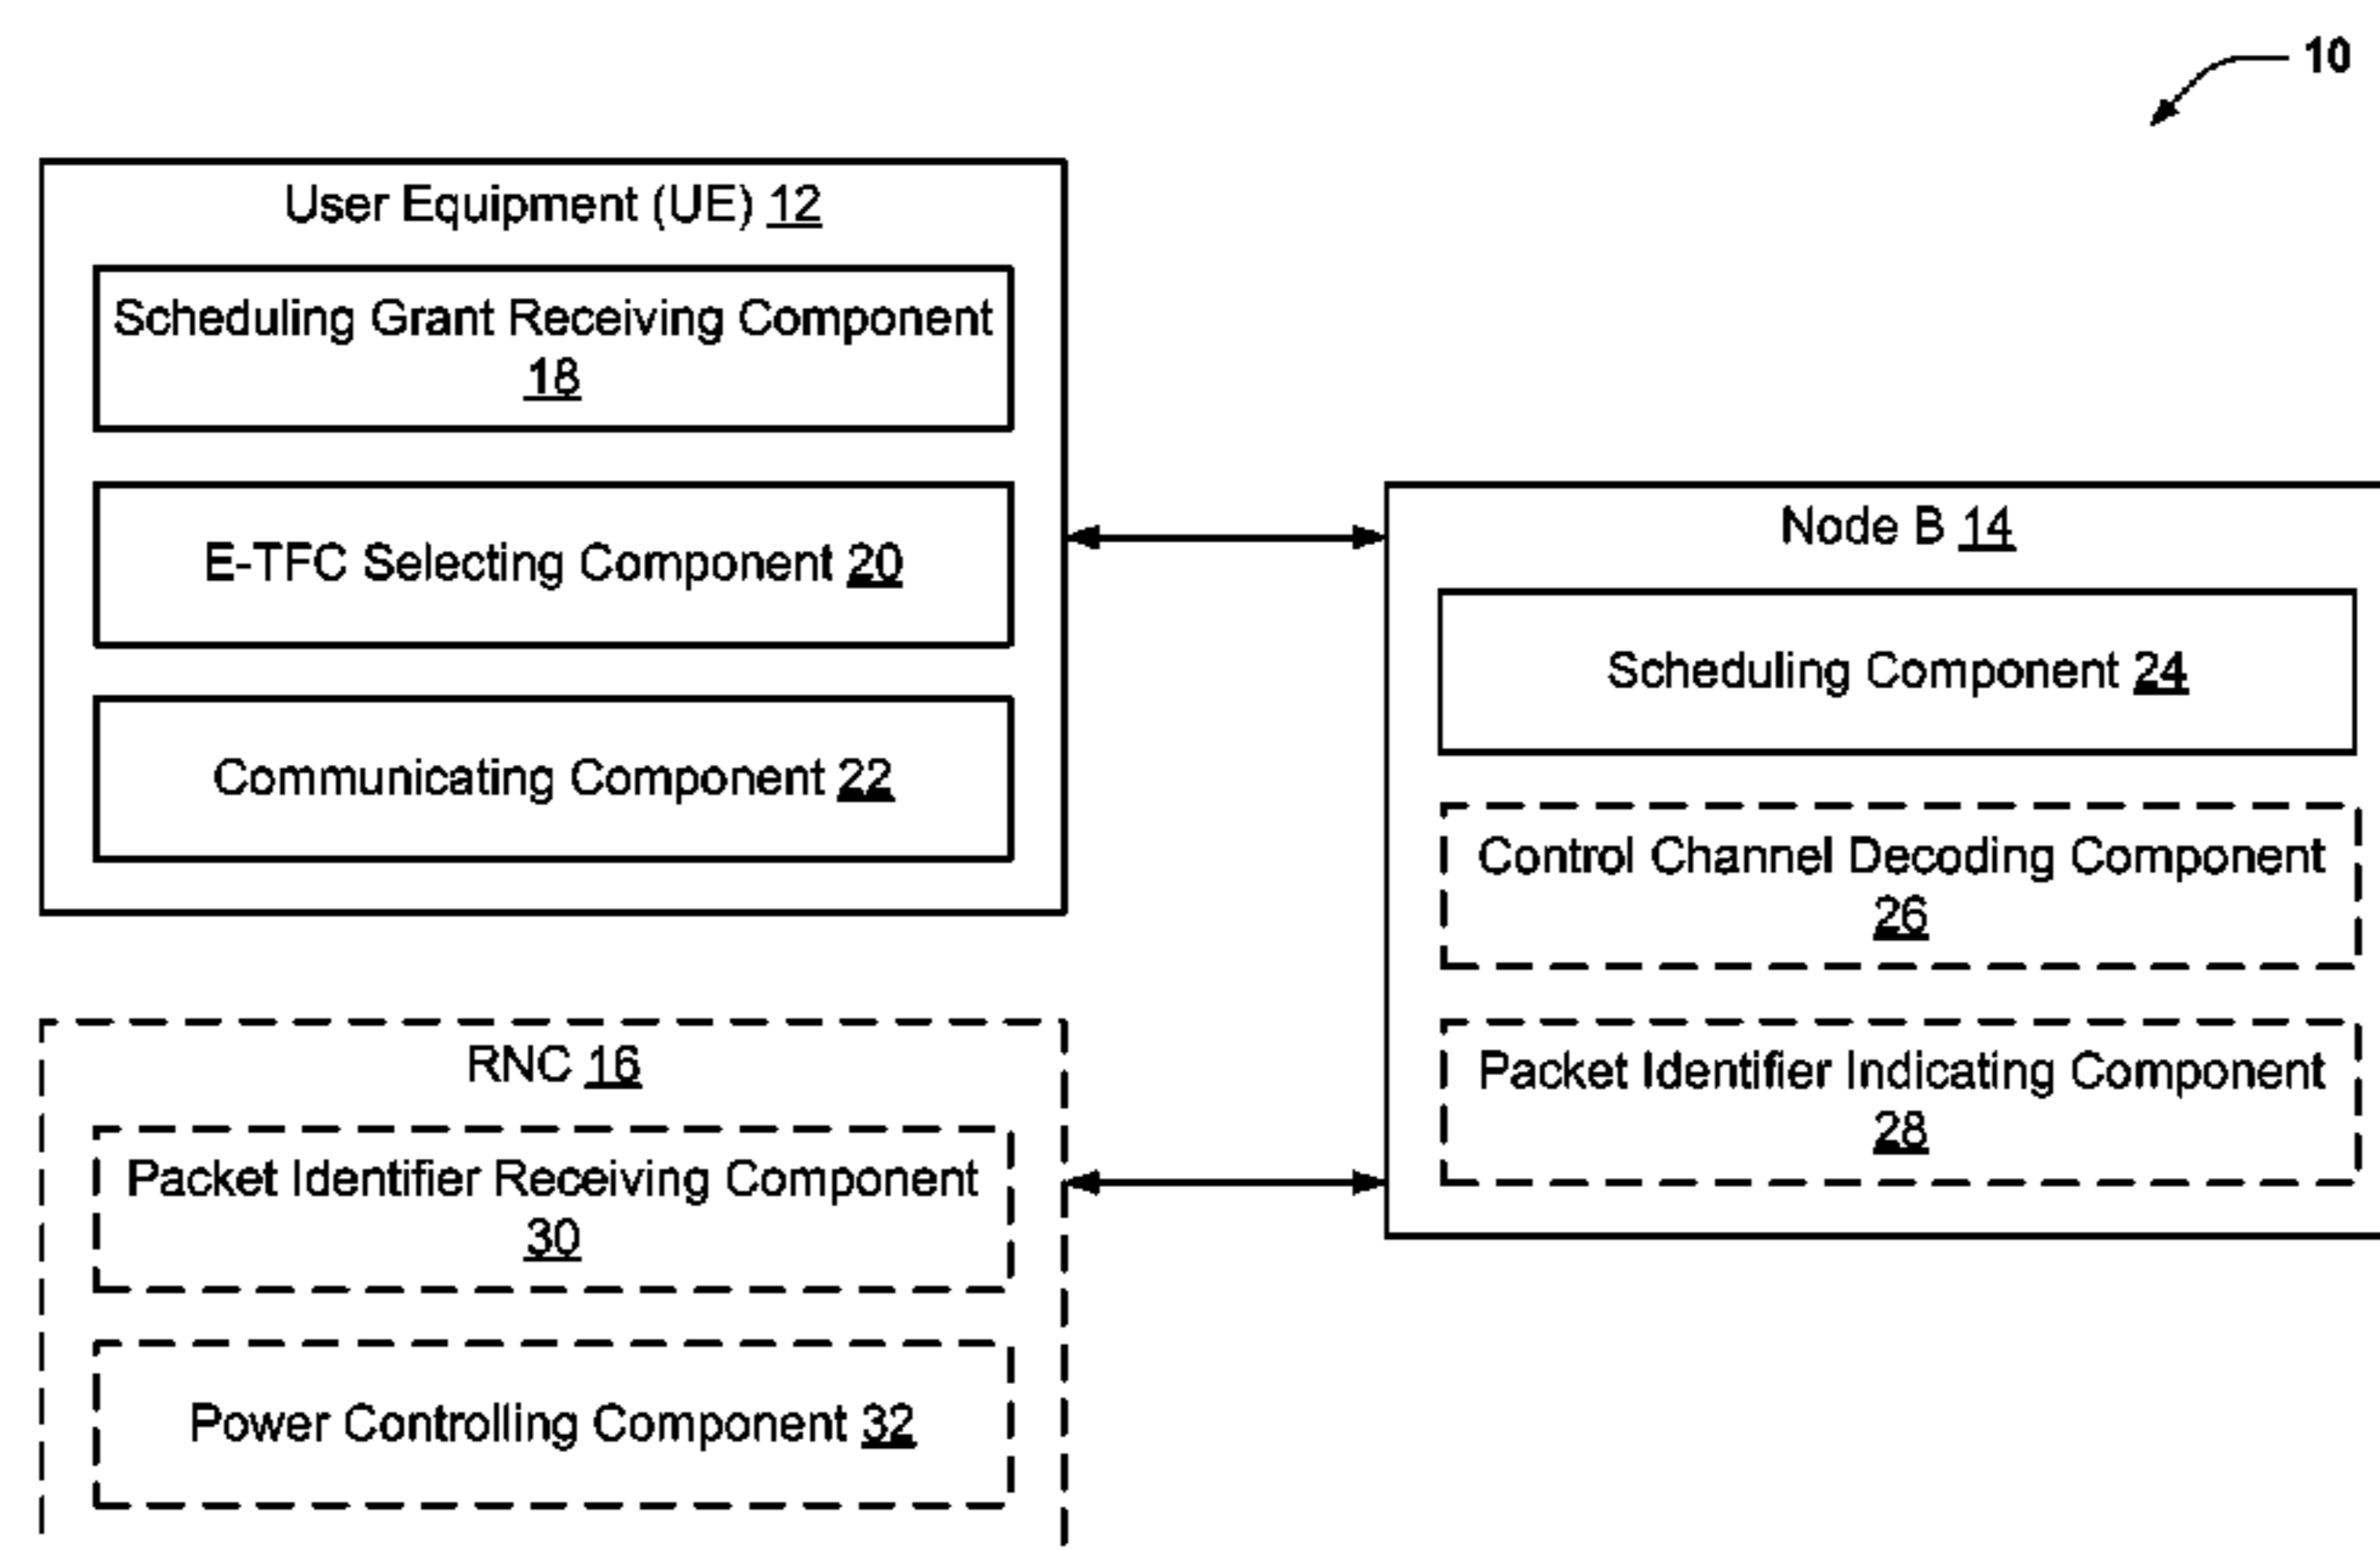 10
User Equipment (UE) 12
Scheduling Grant Receiving Component
18
E-TFC Selecting Component 20
Communicating Component 22
Node B 14
Scheduling Component 24
Control Channel Decoding Component
26
Packet Identifier Indicating Component
28
RNC 16
Packet Identifier Receiving Component
30
Power Controlling Component 32